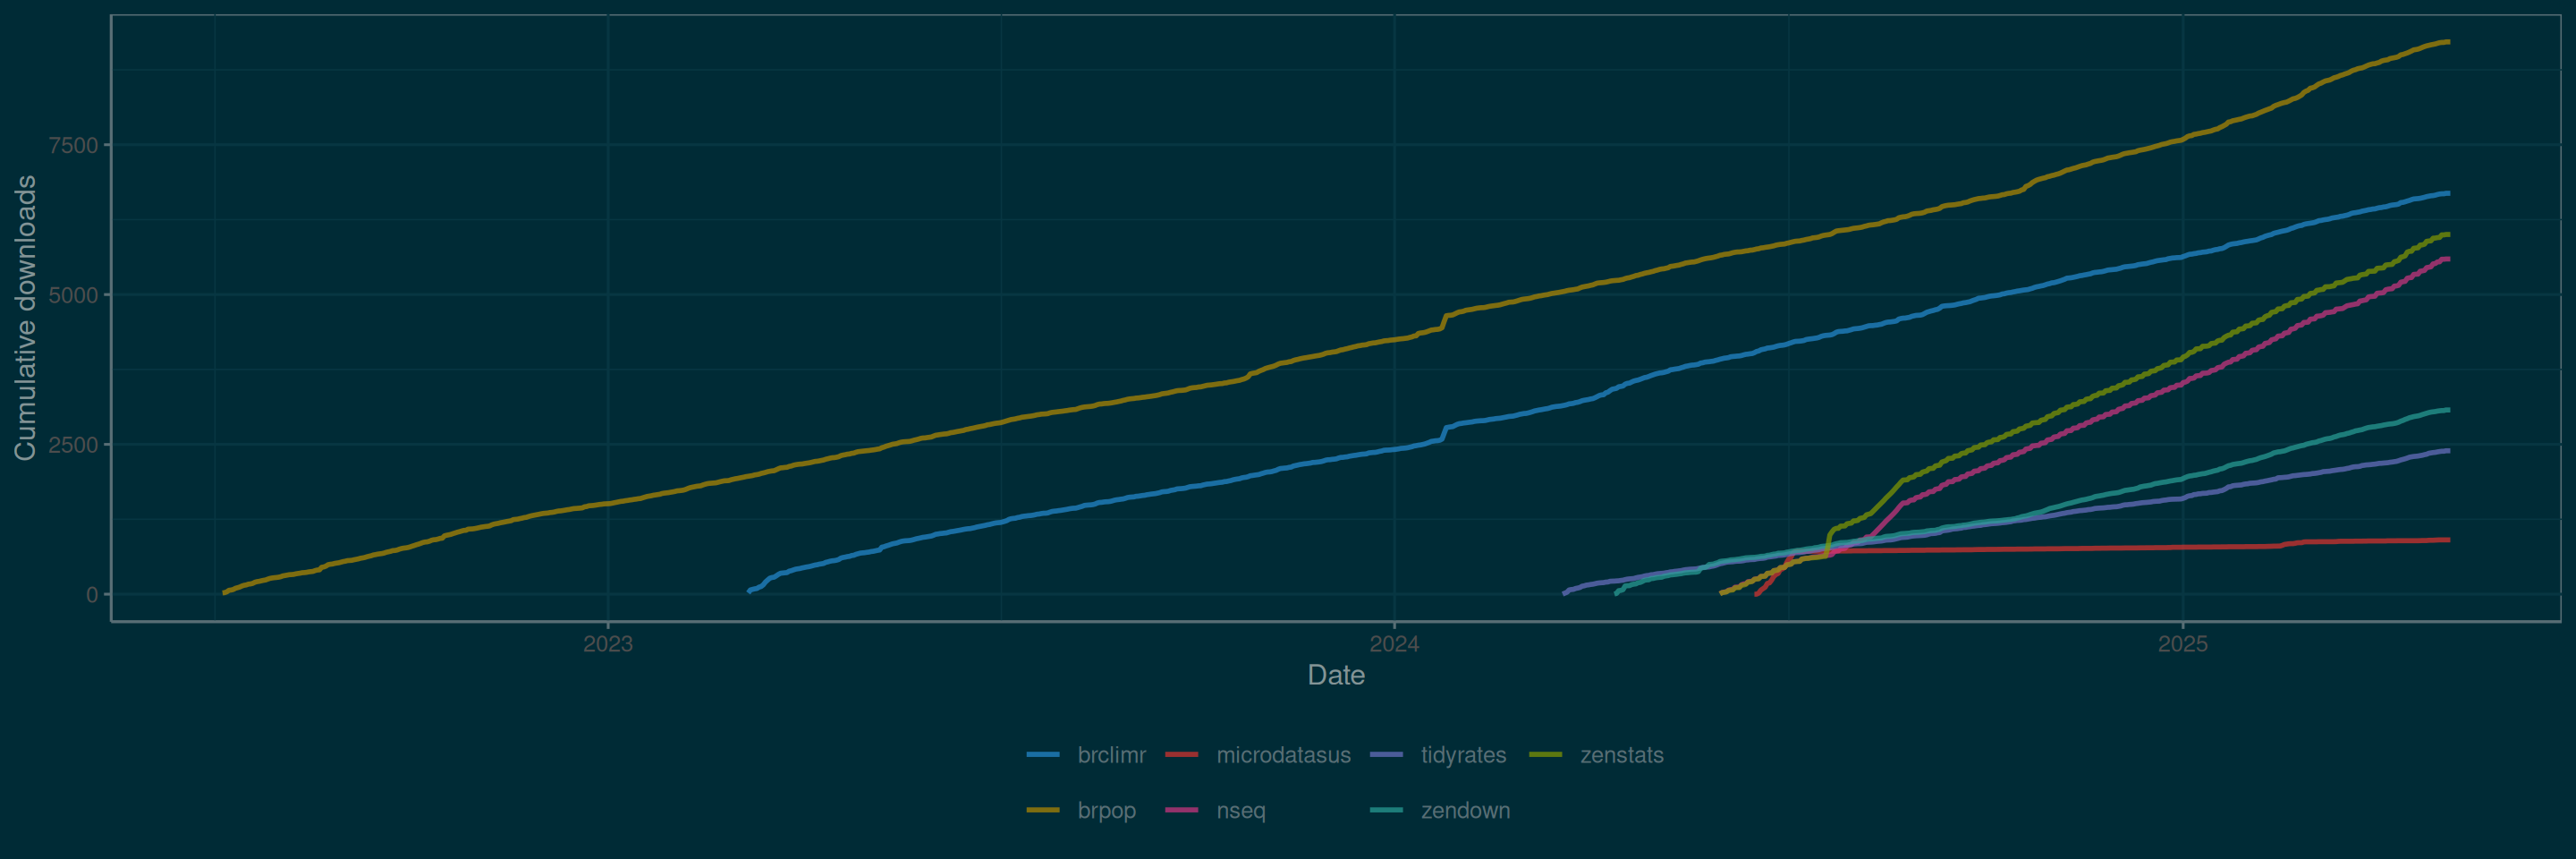 Cumulative downloads
7500
5000
2500
0
2023 2024 2025
Date
brclimr microdatasus tidyrates zenstats
brpop nseq zendown